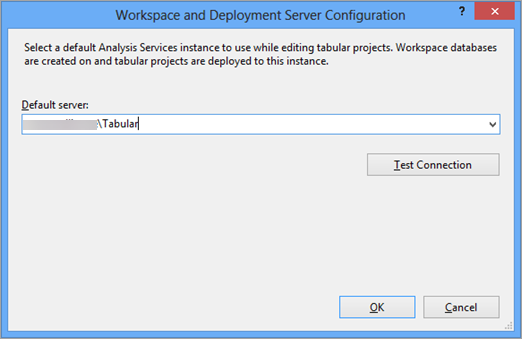 Workspace and Deployment Server Configuration
?
Select a default Analysis Services instance to use while editing tabular projects. Workspace databases
are created on and tabular projects are deployed to this instance.
Default server:
\Tabular
Test Connection
OK
Cancel